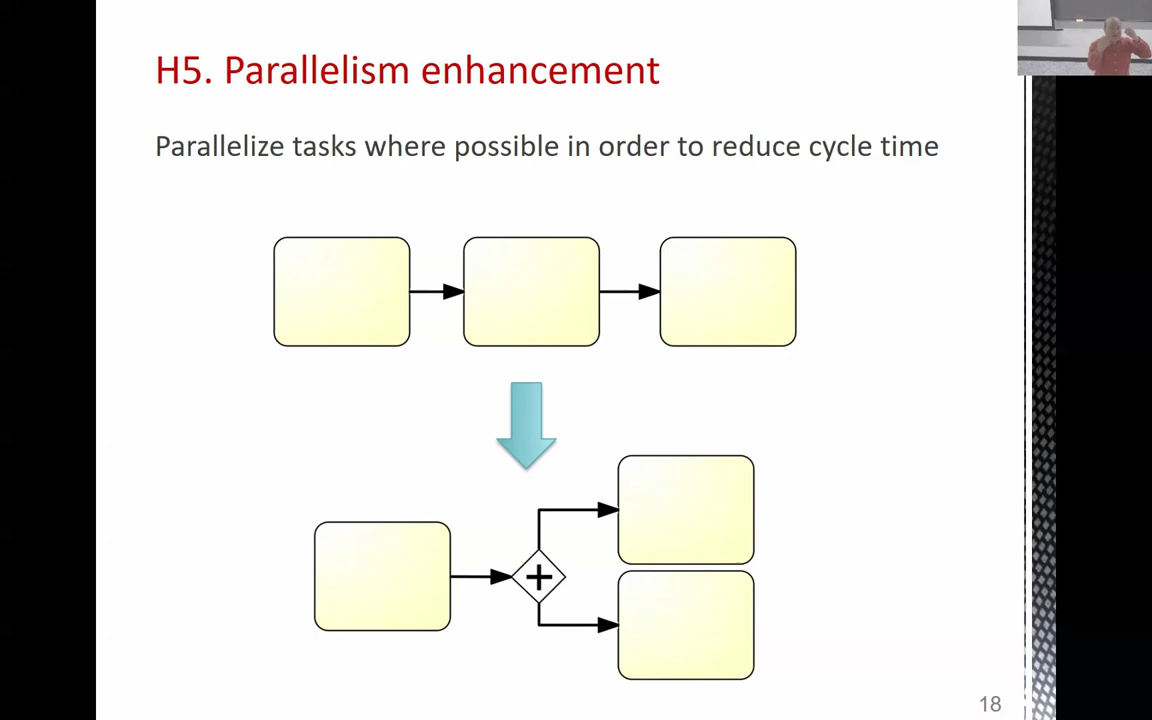 H5. Parallelism enhancement
Parallelize tasks where possible in order to reduce cycle time
18